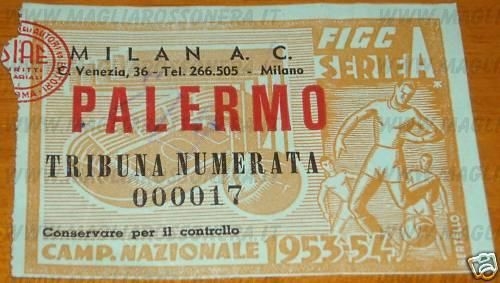 MILAN A. C.
C. Venezia, 36 - Tel. 266.505 - Milano
FIGC
SERIE A
PALERMO
TRIBUNA NUMERATA
000017
Conservare per il controllo
CAMP. NAZIONALE 1953-54
SIAE
WWW.MAGLIAROSSONERA.IT